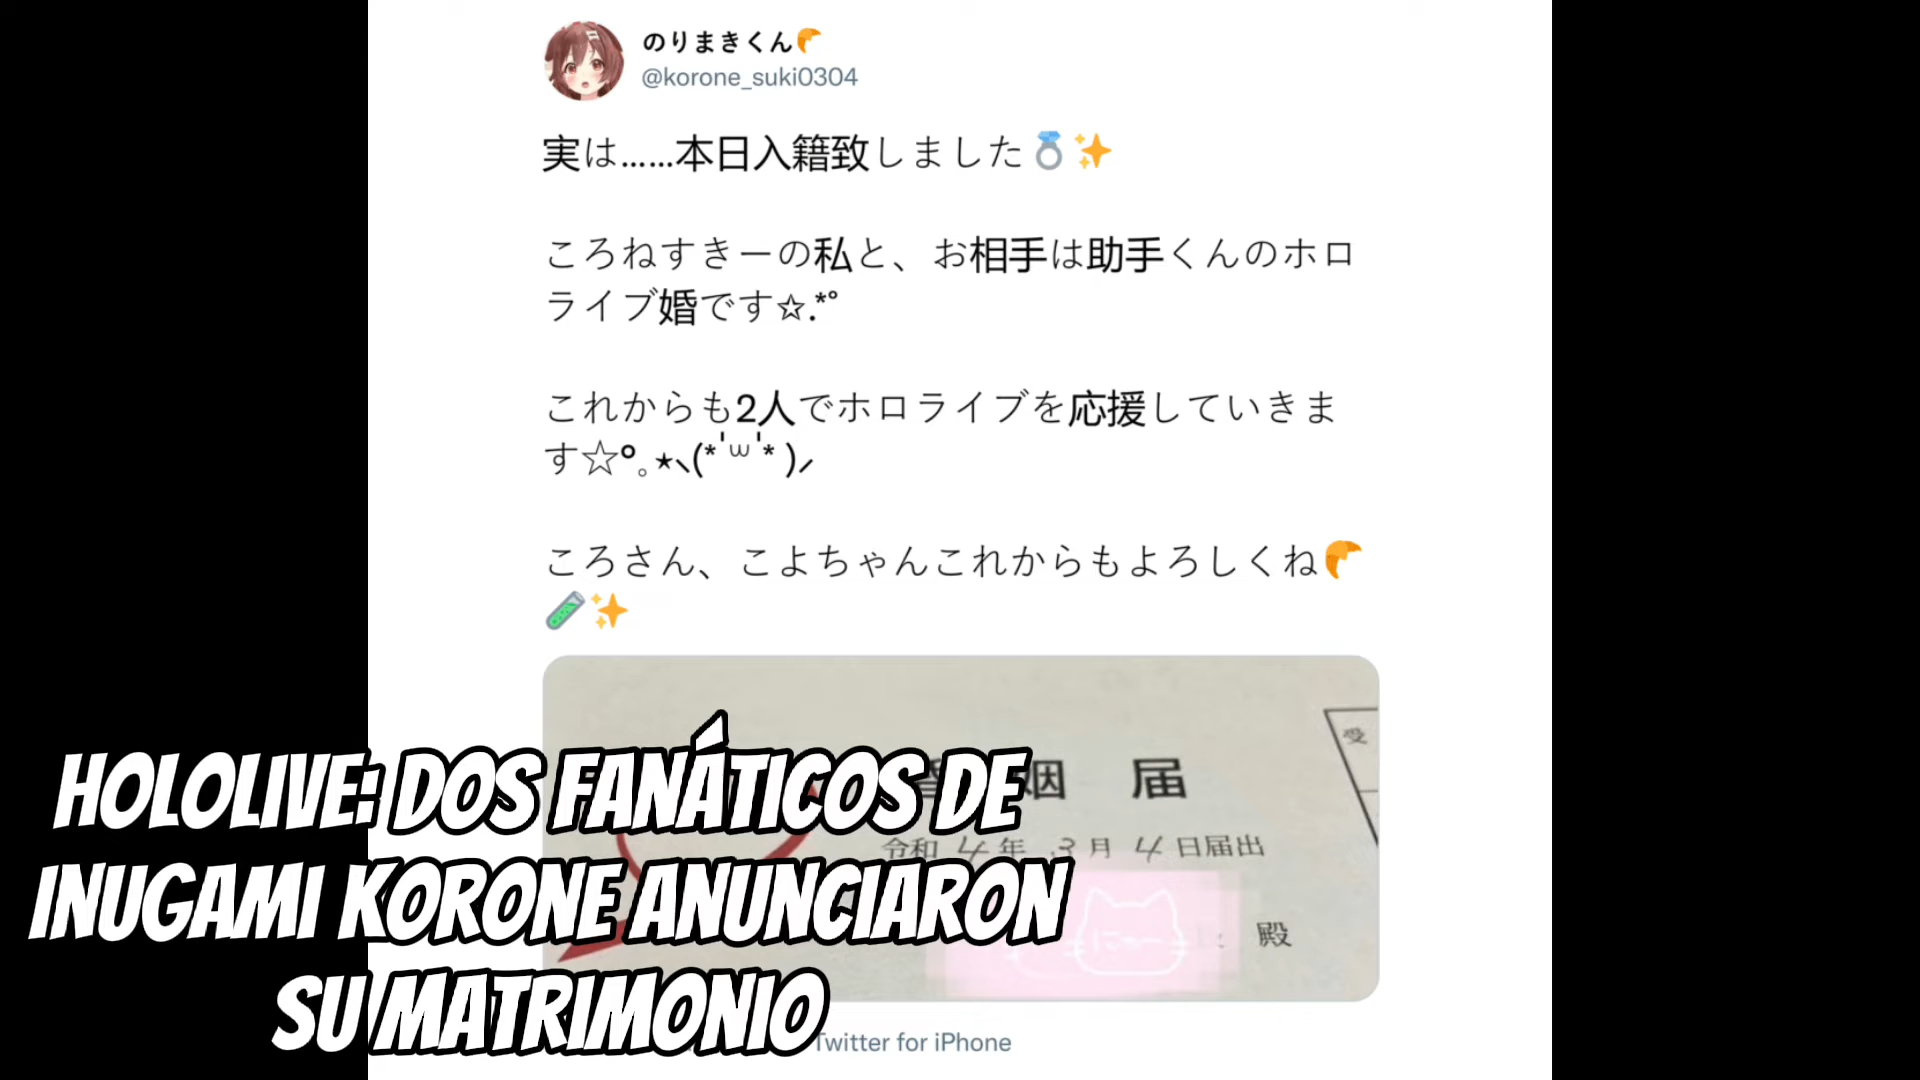 のりまきくん🥐
@korone_suki0304
実は……本日入籍致しました💍✨
ころねすきーの私と、お相手は助手くんのホロ
ライブ婚です☆.*°
これからも2人でホロライブを応援していきま
す☆°｡⋆⸜(*'꒳'* )⸝
ころさん、こよちゃんこれからもよろしくね🥐
🧪✨
受
姻 届
令和 4 年 3 月 4 日届出
に〜
殿
HOLOLIVE: DOS FANÁTICOS DE
INUGAMI KORONE ANUNCIARON
SU MATRIMONIO
Twitter for iPhone